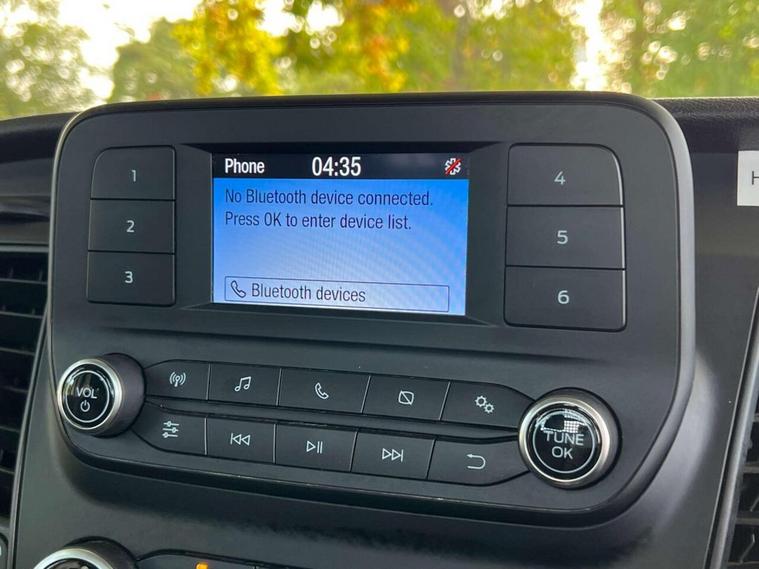 Phone 04:35
No Bluetooth device connected.
Press OK to enter device list.
Bluetooth devices
1
2
3
4
5
6
VOL
TUNE
OK
H